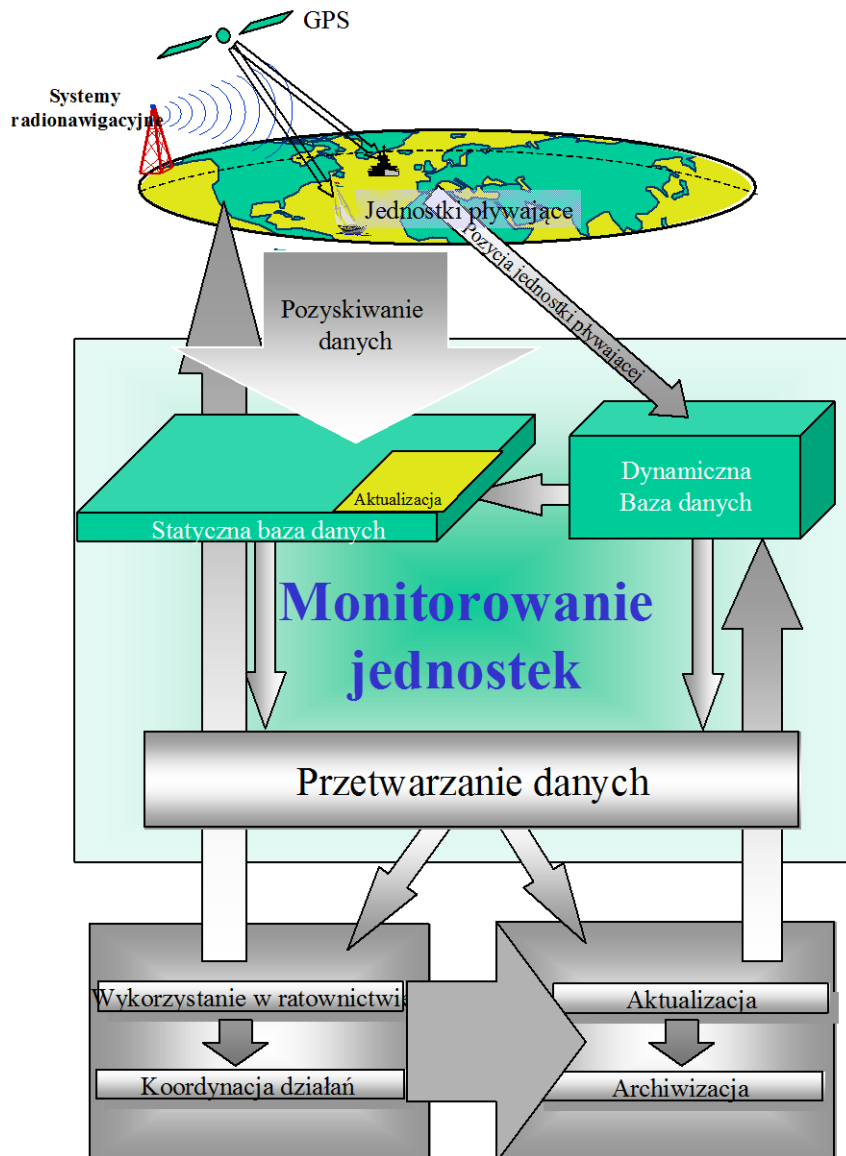 GPS
Systemy
radionawigacyjne
Jednostki pływające
Pozycja jednostki pływającej
Pozyskiwanie
danych
Dynamiczna
Baza danych
Aktualizacja
Statyczna baza danych
Monitorowanie
jednostek
Przetwarzanie danych
Wykorzystanie w ratownictwie
Aktualizacja
Koordynacja działań
Archiwizacja